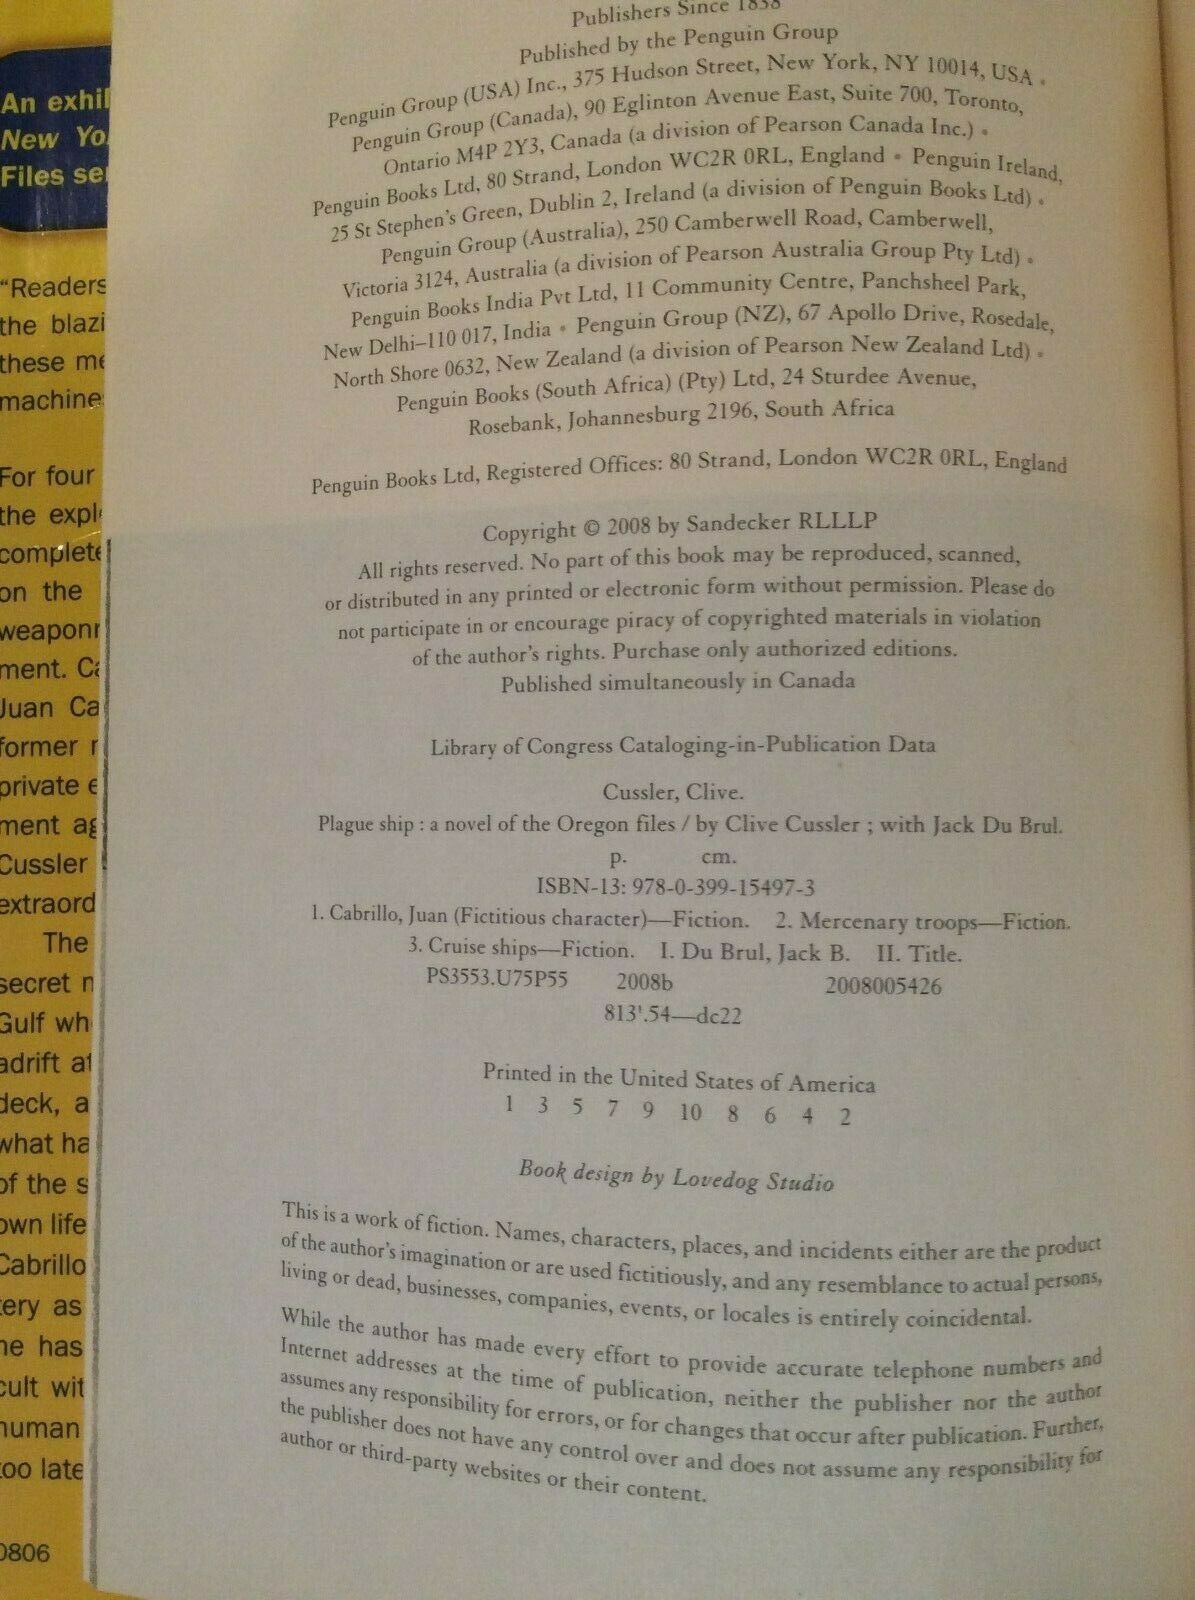 An exhil
New Yo
Files se
"Readers
the blazi
these me
machine
For four
the expl
complete
on the
weaponr
ment. Ca
Juan Ca
former r
private e
ment ag
Cussler
extraord
The
secret n
Gulf wh
adrift at
deck, a
what ha
of the s
own life
Cabrillo
tery as
he has
cult wit
human
too late
0806
Publishers Since 1838
Published by the Penguin Group
Penguin Group (USA) Inc., 375 Hudson Street, New York, NY 10014, USA •
Penguin Group (Canada), 90 Eglinton Avenue East, Suite 700, Toronto,
Ontario M4P 2Y3, Canada (a division of Pearson Canada Inc.) •
Penguin Books Ltd, 80 Strand, London WC2R 0RL, England • Penguin Ireland,
25 St Stephen's Green, Dublin 2, Ireland (a division of Penguin Books Ltd) •
Penguin Group (Australia), 250 Camberwell Road, Camberwell,
Victoria 3124, Australia (a division of Pearson Australia Group Pty Ltd) •
Penguin Books India Pvt Ltd, 11 Community Centre, Panchsheel Park,
New Delhi–110 017, India • Penguin Group (NZ), 67 Apollo Drive, Rosedale,
North Shore 0632, New Zealand (a division of Pearson New Zealand Ltd) •
Penguin Books (South Africa) (Pty) Ltd, 24 Sturdee Avenue,
Rosebank, Johannesburg 2196, South Africa
Penguin Books Ltd, Registered Offices: 80 Strand, London WC2R 0RL, England
Copyright © 2008 by Sandecker RLLLP
All rights reserved. No part of this book may be reproduced, scanned,
or distributed in any printed or electronic form without permission. Please do
not participate in or encourage piracy of copyrighted materials in violation
of the author's rights. Purchase only authorized editions.
Published simultaneously in Canada
Library of Congress Cataloging-in-Publication Data
Cussler, Clive.
Plague ship : a novel of the Oregon files / by Clive Cussler ; with Jack Du Brul.
p. cm.
ISBN-13: 978-0-399-15497-3
1. Cabrillo, Juan (Fictitious character)—Fiction. 2. Mercenary troops—Fiction.
3. Cruise ships—Fiction. I. Du Brul, Jack B. II. Title.
PS3553.U75P55 2008b 2008005426
813'.54—dc22
Printed in the United States of America
1 3 5 7 9 10 8 6 4 2
Book design by Lovedog Studio
This is a work of fiction. Names, characters, places, and incidents either are the product
of the author's imagination or are used fictitiously, and any resemblance to actual persons,
living or dead, businesses, companies, events, or locales is entirely coincidental.
While the author has made every effort to provide accurate telephone numbers and
Internet addresses at the time of publication, neither the publisher nor the author
assumes any responsibility for errors, or for changes that occur after publication. Further,
the publisher does not have any control over and does not assume any responsibility for
author or third-party websites or their content.